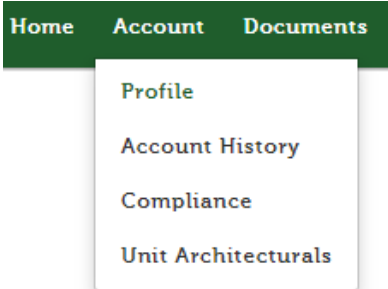 Home Account Documents
Profile
Account History
Compliance
Unit Architecturals